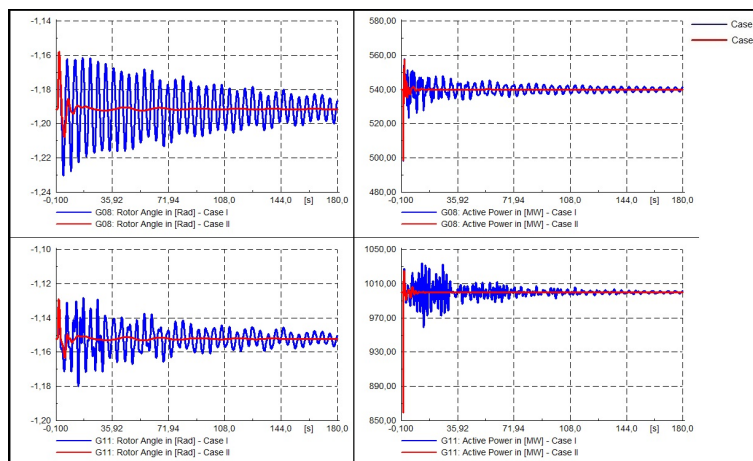 -1,14
-1,16
-1,18
-1,20
-1,22
-1,24
-0,100 35,92 71,94 108,0 144,0 [s] 180,0
G08: Rotor Angle in [Rad] - Case I
G08: Rotor Angle in [Rad] - Case II
580,00
560,00
540,00
520,00
500,00
480,00
-0,100 35,92 71,94 108,0 144,0 [s] 180,0
G08: Active Power in [MW] - Case I
G08: Active Power in [MW] - Case II
Case
Case
-1,10
-1,12
-1,14
-1,16
-1,18
-1,20
-0,100 35,92 71,94 108,0 144,0 [s] 180,0
G11: Rotor Angle in [Rad] - Case I
G11: Rotor Angle in [Rad] - Case II
1050,00
1000,00
960,00
930,00
890,00
850,00
-0,100 35,92 71,94 108,0 144,0 [s] 180,0
G11: Active Power in [MW] - Case I
G11: Active Power in [MW] - Case II